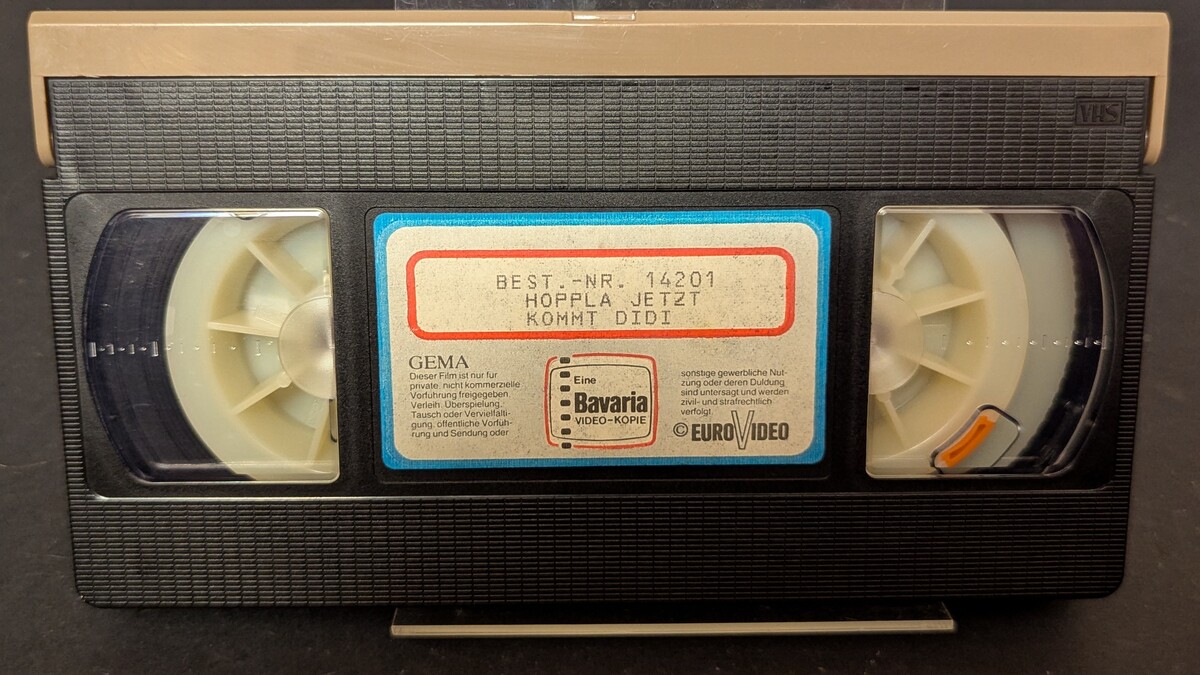 VHS
BEST.-NR. 14201
HOPPLA JETZT
KOMMT DIDI
GEMA
Dieser Film ist nur für
private, nicht kommerzielle
Vorführung freigegeben.
Verleih, Überspielung,
Tausch oder Vervielfälti-
gung, öffentliche Vorfüh-
rung und Sendung oder
Eine
Bavaria
VIDEO-KOPIE
sonstige gewerbliche Nut-
zung oder deren Duldung
sind untersagt und werden
zivil- und strafrechtlich
verfolgt.
© EUROVIDEO